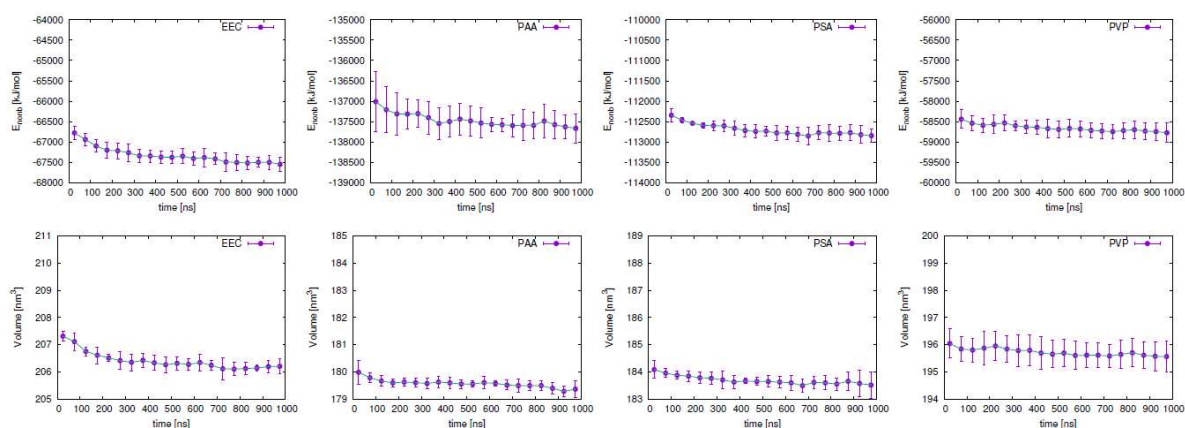 -64000
-64500
-65000
-65500
-66000
-66500
-67000
-67500
-68000
E_nonb [kJ/mol]
EEC
0 100 200 300 400 500 600 700 800 900 1000
time [ns]
-135000
-135500
-136000
-136500
-137000
-137500
-138000
-138500
-139000
E_nonb [kJ/mol]
PAA
0 100 200 300 400 500 600 700 800 900 1000
time [ns]
-110000
-110500
-111000
-111500
-112000
-112500
-113000
-113500
-114000
E_nonb [kJ/mol]
PSA
0 100 200 300 400 500 600 700 800 900 1000
time [ns]
-56000
-56500
-57000
-57500
-58000
-58500
-59000
-59500
-60000
E_nonb [kJ/mol]
PVP
0 100 200 300 400 500 600 700 800 900 1000
time [ns]
211
210
209
208
207
206
205
Volume [nm³]
EEC
0 100 200 300 400 500 600 700 800 900 1000
time [ns]
185
184
183
182
181
180
179
Volume [nm³]
PAA
0 100 200 300 400 500 600 700 800 900 1000
time [ns]
189
188
187
186
185
184
183
Volume [nm³]
PSA
0 100 200 300 400 500 600 700 800 900 1000
time [ns]
200
199
198
197
196
195
194
Volume [nm³]
PVP
0 100 200 300 400 500 600 700 800 900 1000
time [ns]